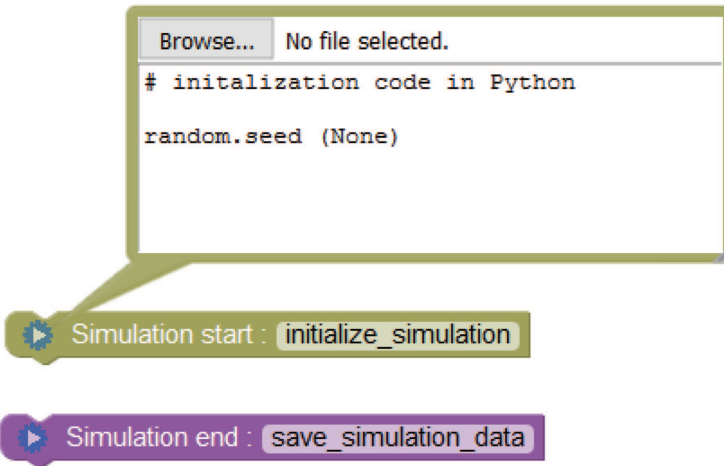 Browse... No file selected.
# initalization code in Python
random.seed (None)
Simulation start : initialize_simulation
Simulation end : save_simulation_data